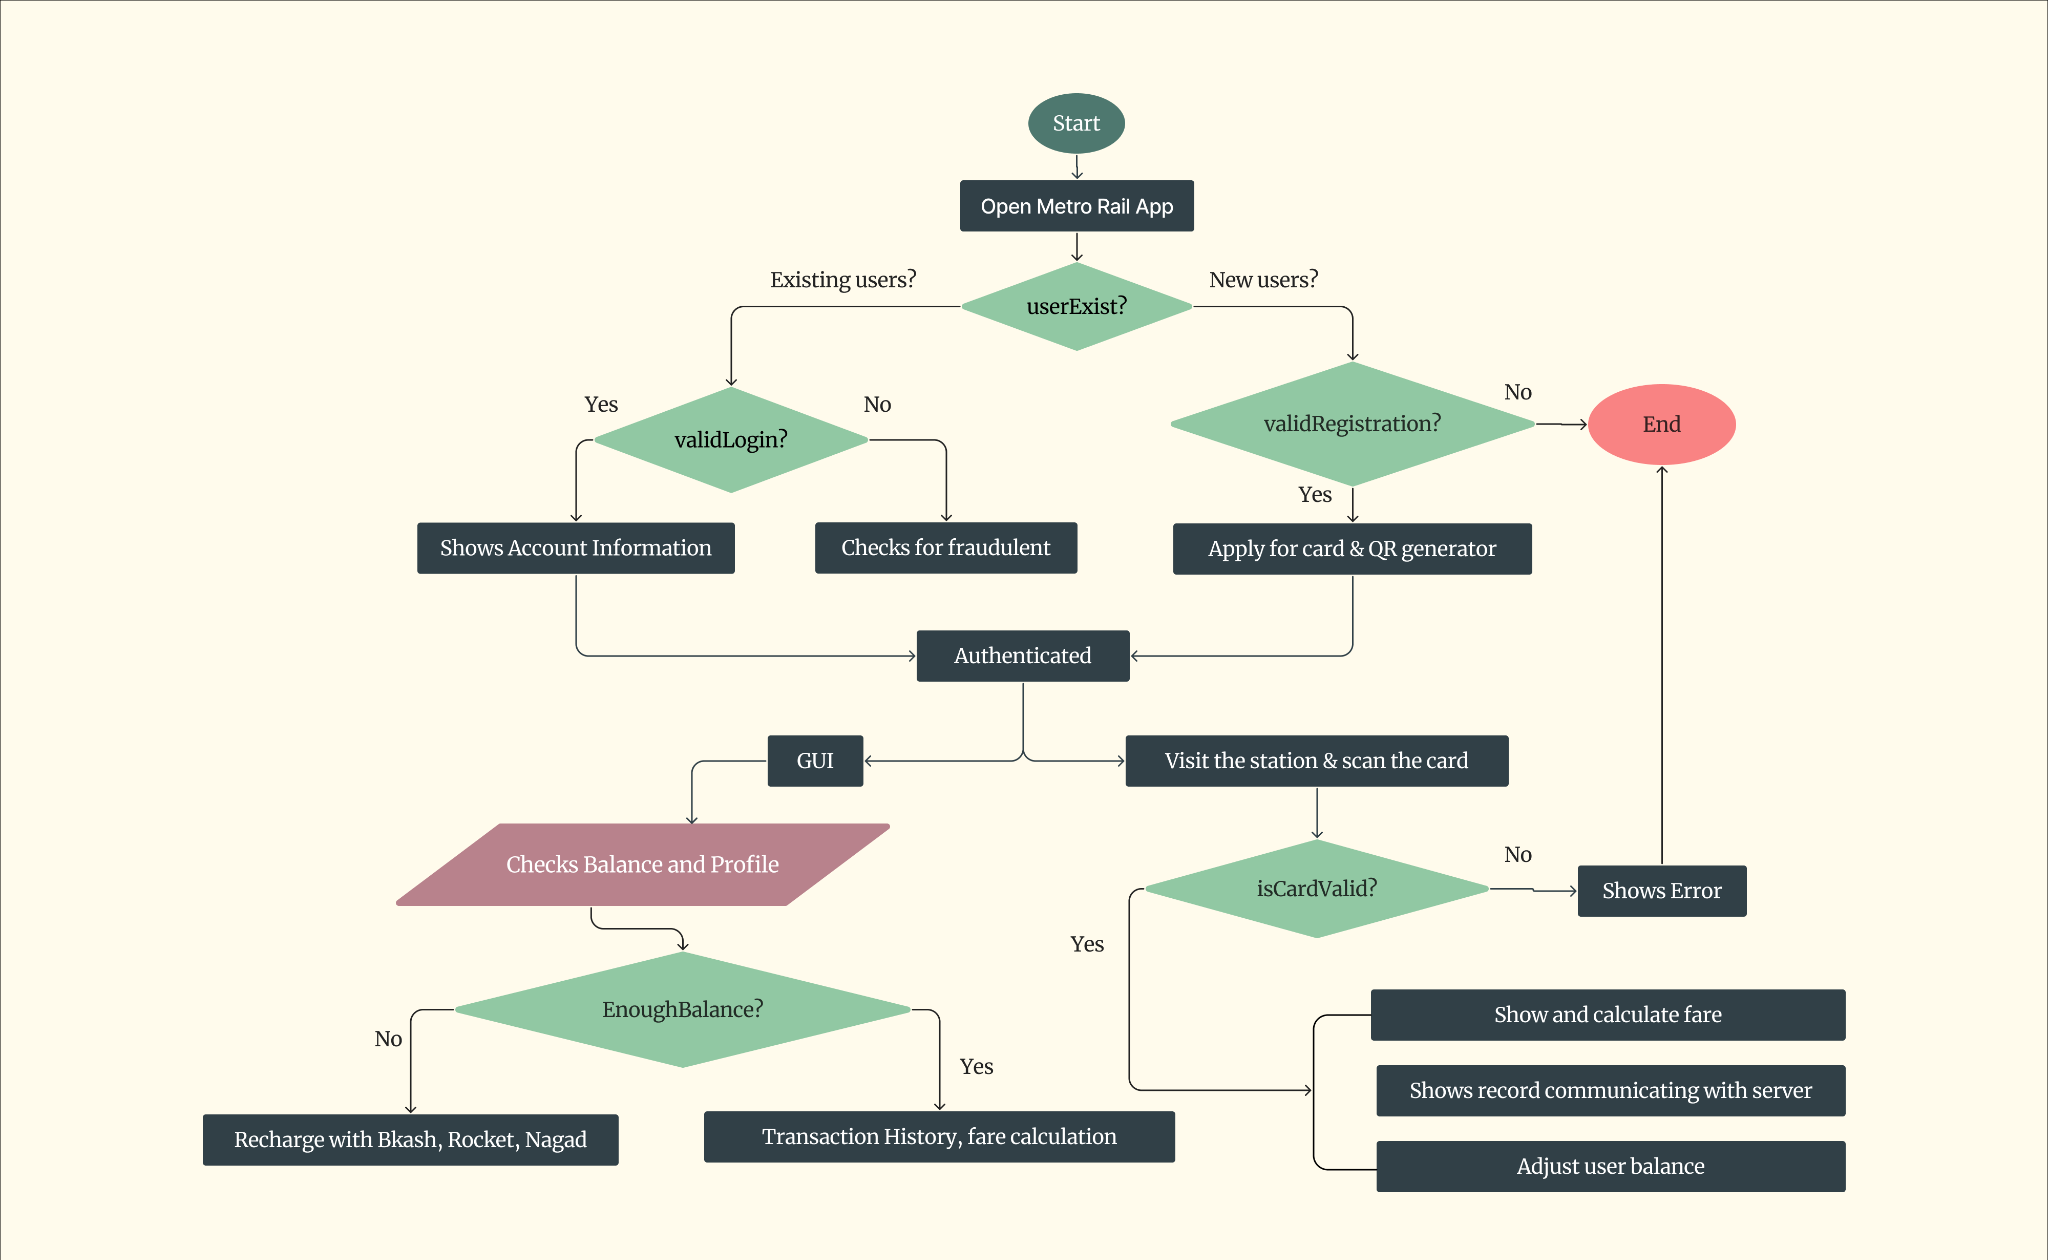 Start
Open Metro Rail App
Existing users?
New users?
userExist?
Yes
No
validLogin?
validRegistration?
No
End
Yes
Shows Account Information
Checks for fraudulent
Apply for card & QR generator
Authenticated
GUI
Visit the station & scan the card
Checks Balance and Profile
isCardValid?
No
Shows Error
Yes
EnoughBalance?
No
Yes
Show and calculate fare
Shows record communicating with server
Adjust user balance
Recharge with Bkash, Rocket, Nagad
Transaction History, fare calculation